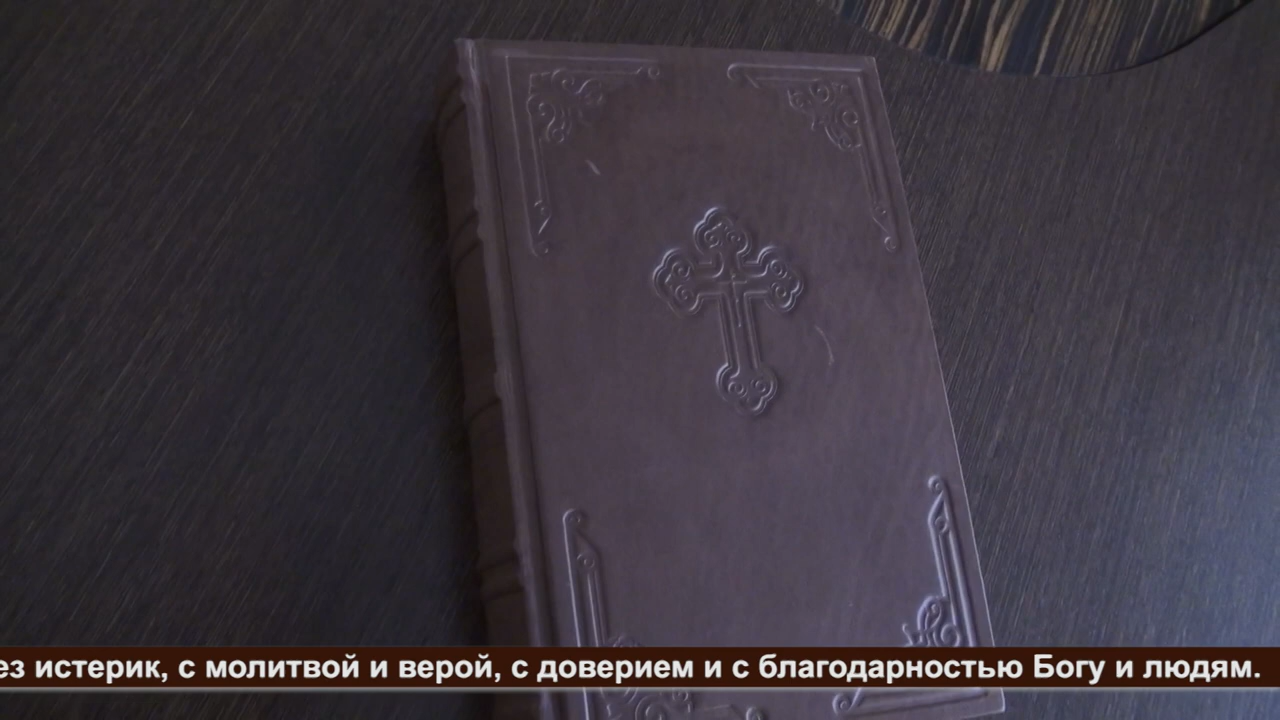 ез истерик, с молитвой и верой, с доверием и с благодарностью Богу и людям.